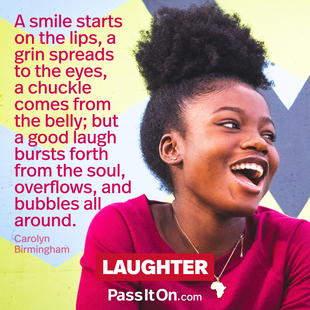 A smile starts
on the lips, a
grin spreads
to the eyes,
a chuckle
comes from
the belly; but
a good laugh
bursts forth
from the soul,
overflows, and
bubbles all
around.
Carolyn
Birmingham
LAUGHTER
PassItOn.com